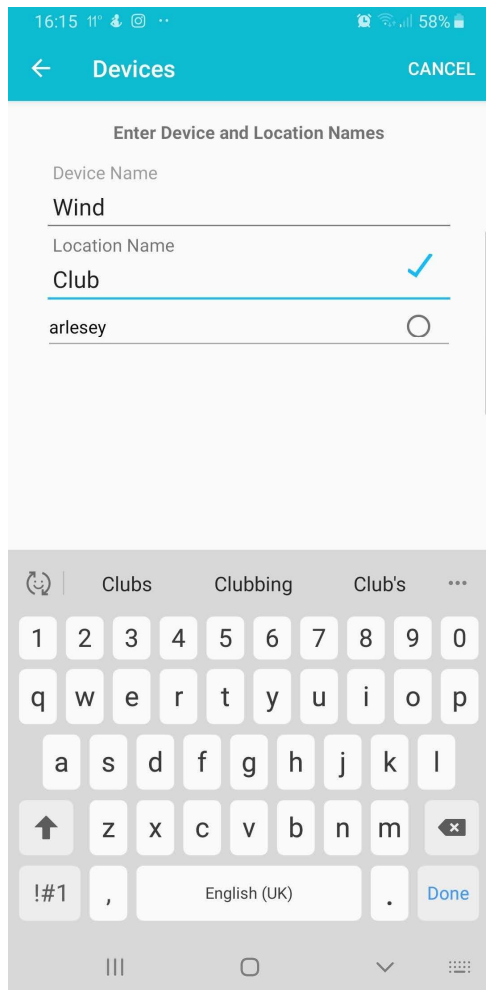 16:15 11° 58%
Devices CANCEL
Enter Device and Location Names
Device Name
Wind
Location Name
Club
arlesey
Clubs Clubbing Club's
1 2 3 4 5 6 7 8 9 0
q w e r t y u i o p
a s d f g h j k l
z x c v b n m
!#1 , English (UK) . Done